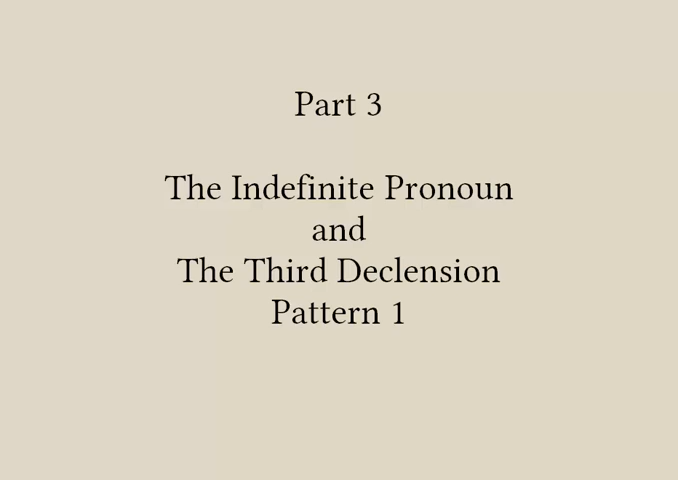 Part 3
The Indefinite Pronoun
and
The Third Declension
Pattern 1